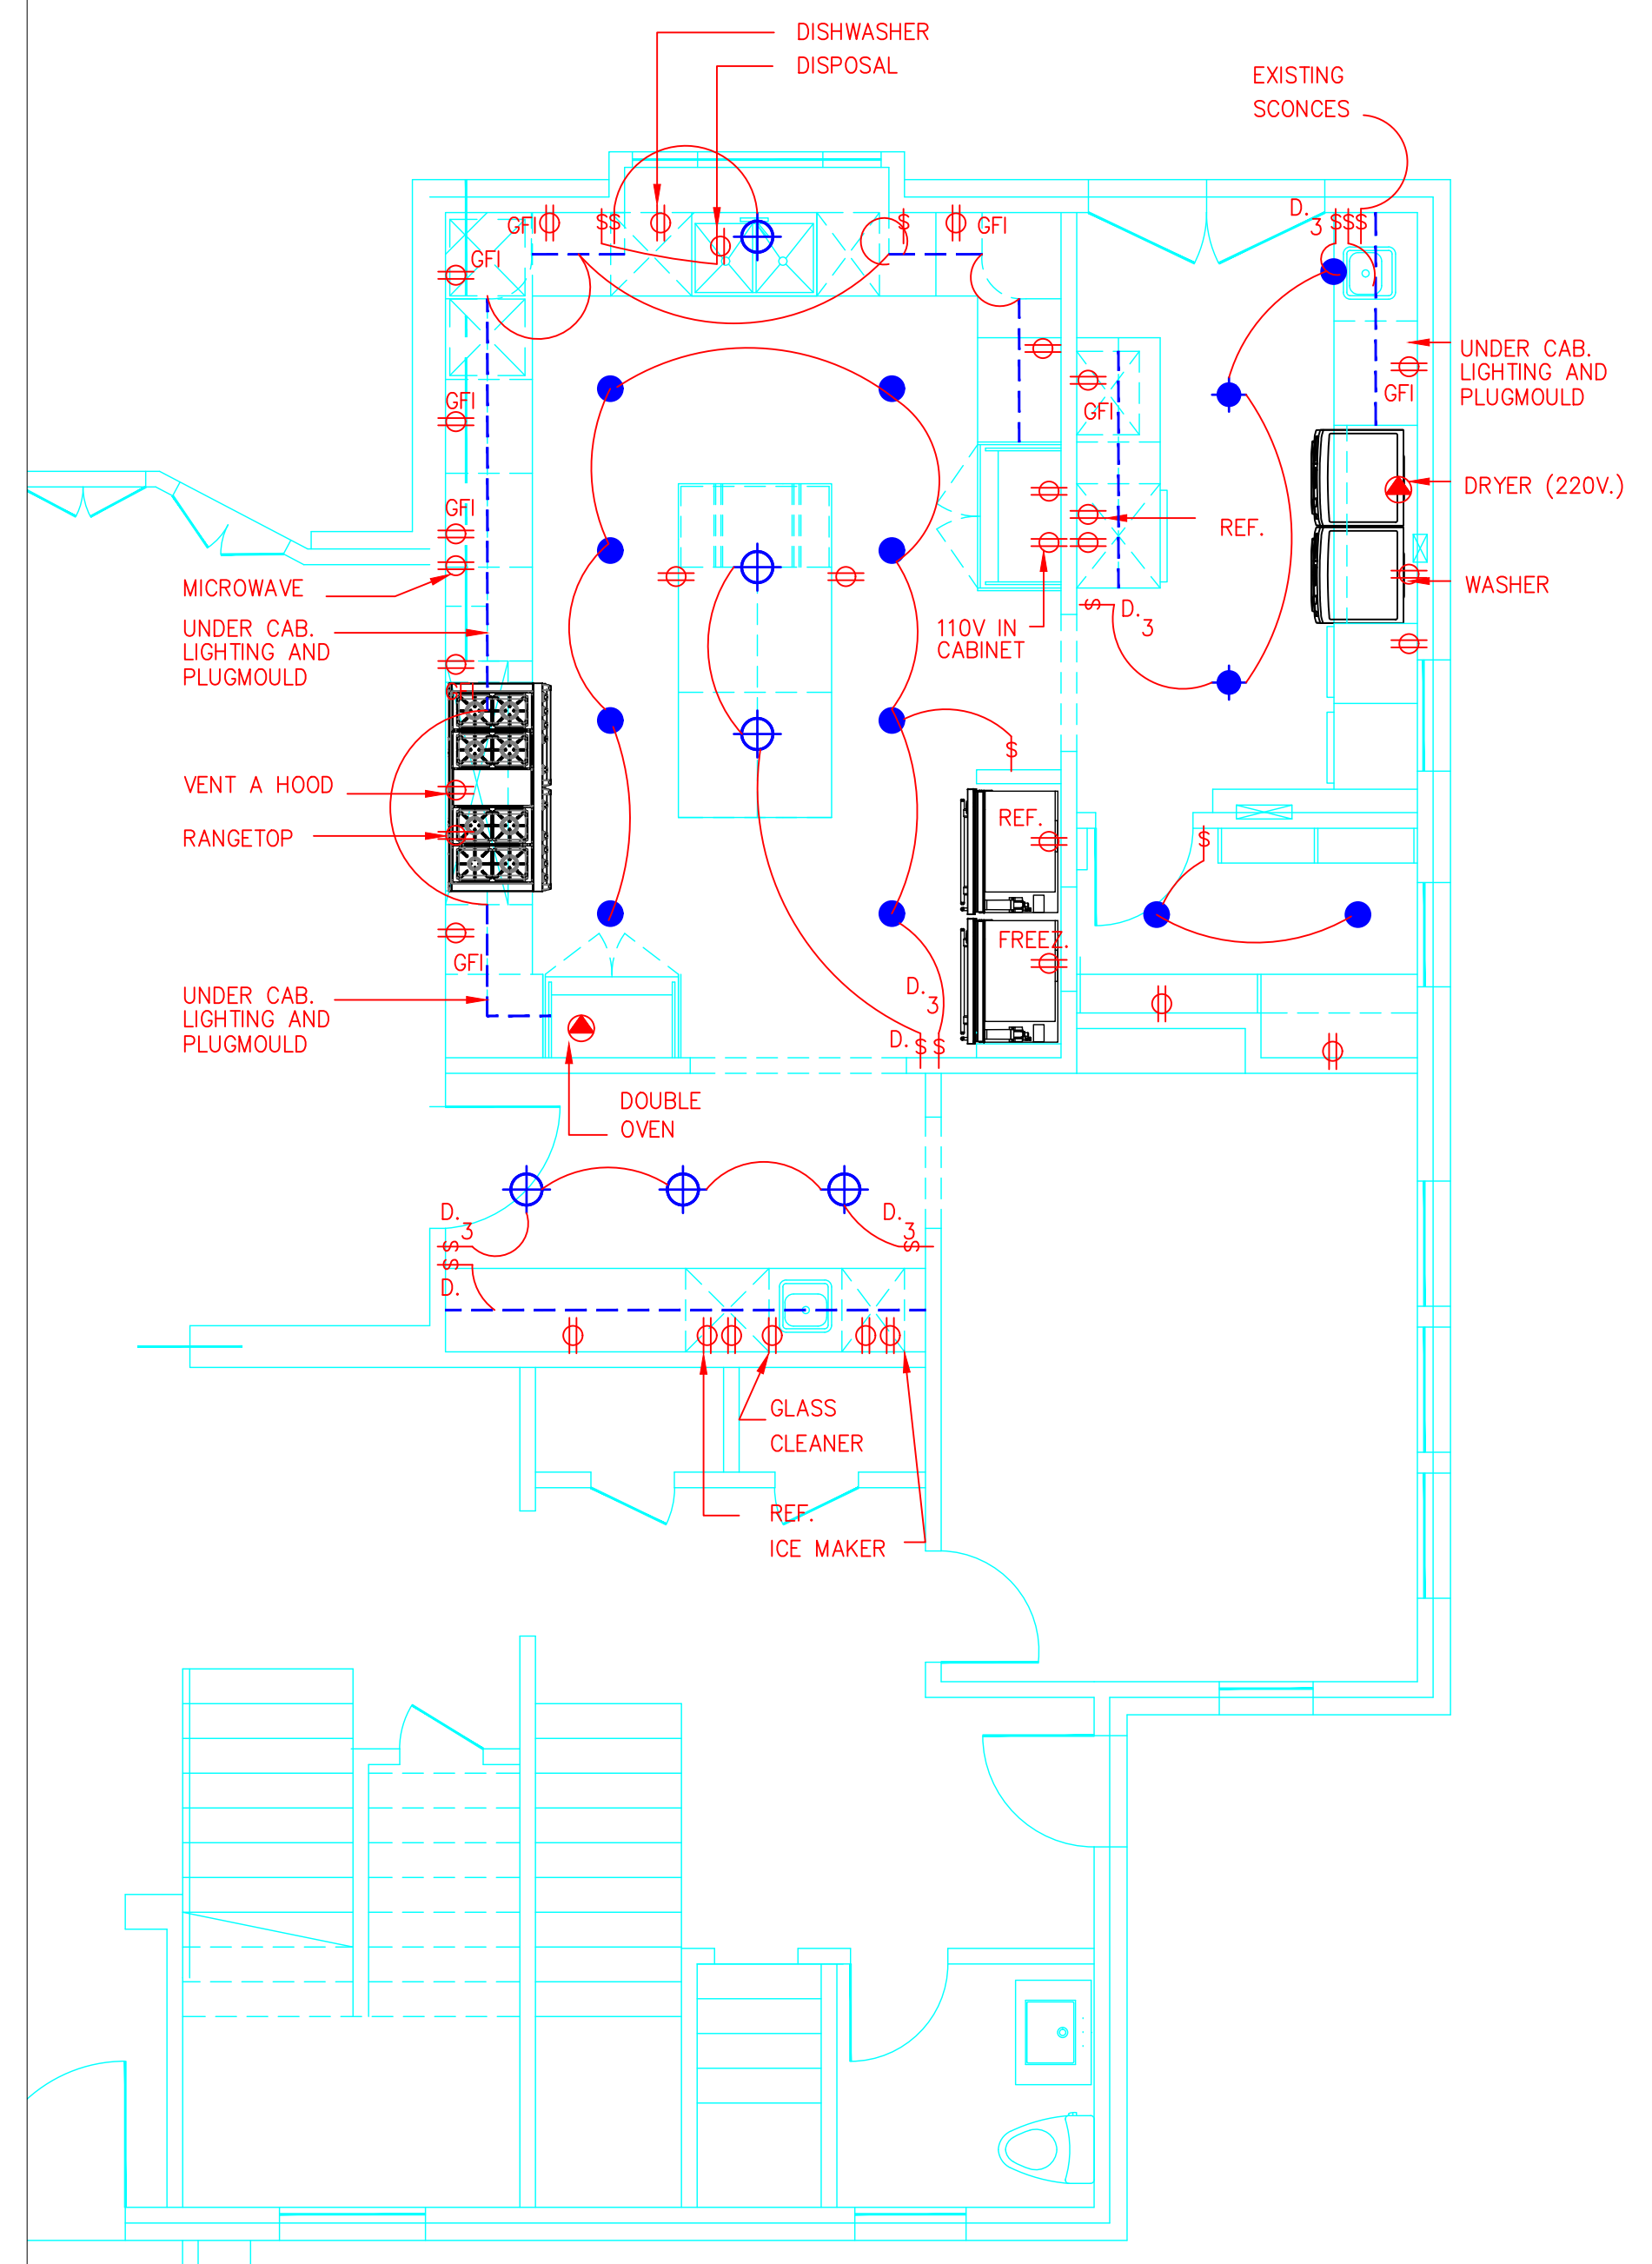 DISHWASHER
DISPOSAL
EXISTING
SCONCES
D.
3
$$$
GFI
$$
$
GFI
GFI
UNDER CAB.
LIGHTING AND
PLUGMOULD
GFI
GFI
GFI
DRYER (220V.)
GFI
REF.
MICROWAVE
WASHER
UNDER CAB.
LIGHTING AND
PLUGMOULD
110V IN
CABINET
$
D.
3
GFI
$
VENT A HOOD
REF.
RANGETOP
$
FREEZ.
GFI
UNDER CAB.
LIGHTING AND
PLUGMOULD
D.
3
D.
$$
DOUBLE
OVEN
D.
3
$
$
D.
D.
3
$
GLASS
CLEANER
REF.
ICE MAKER